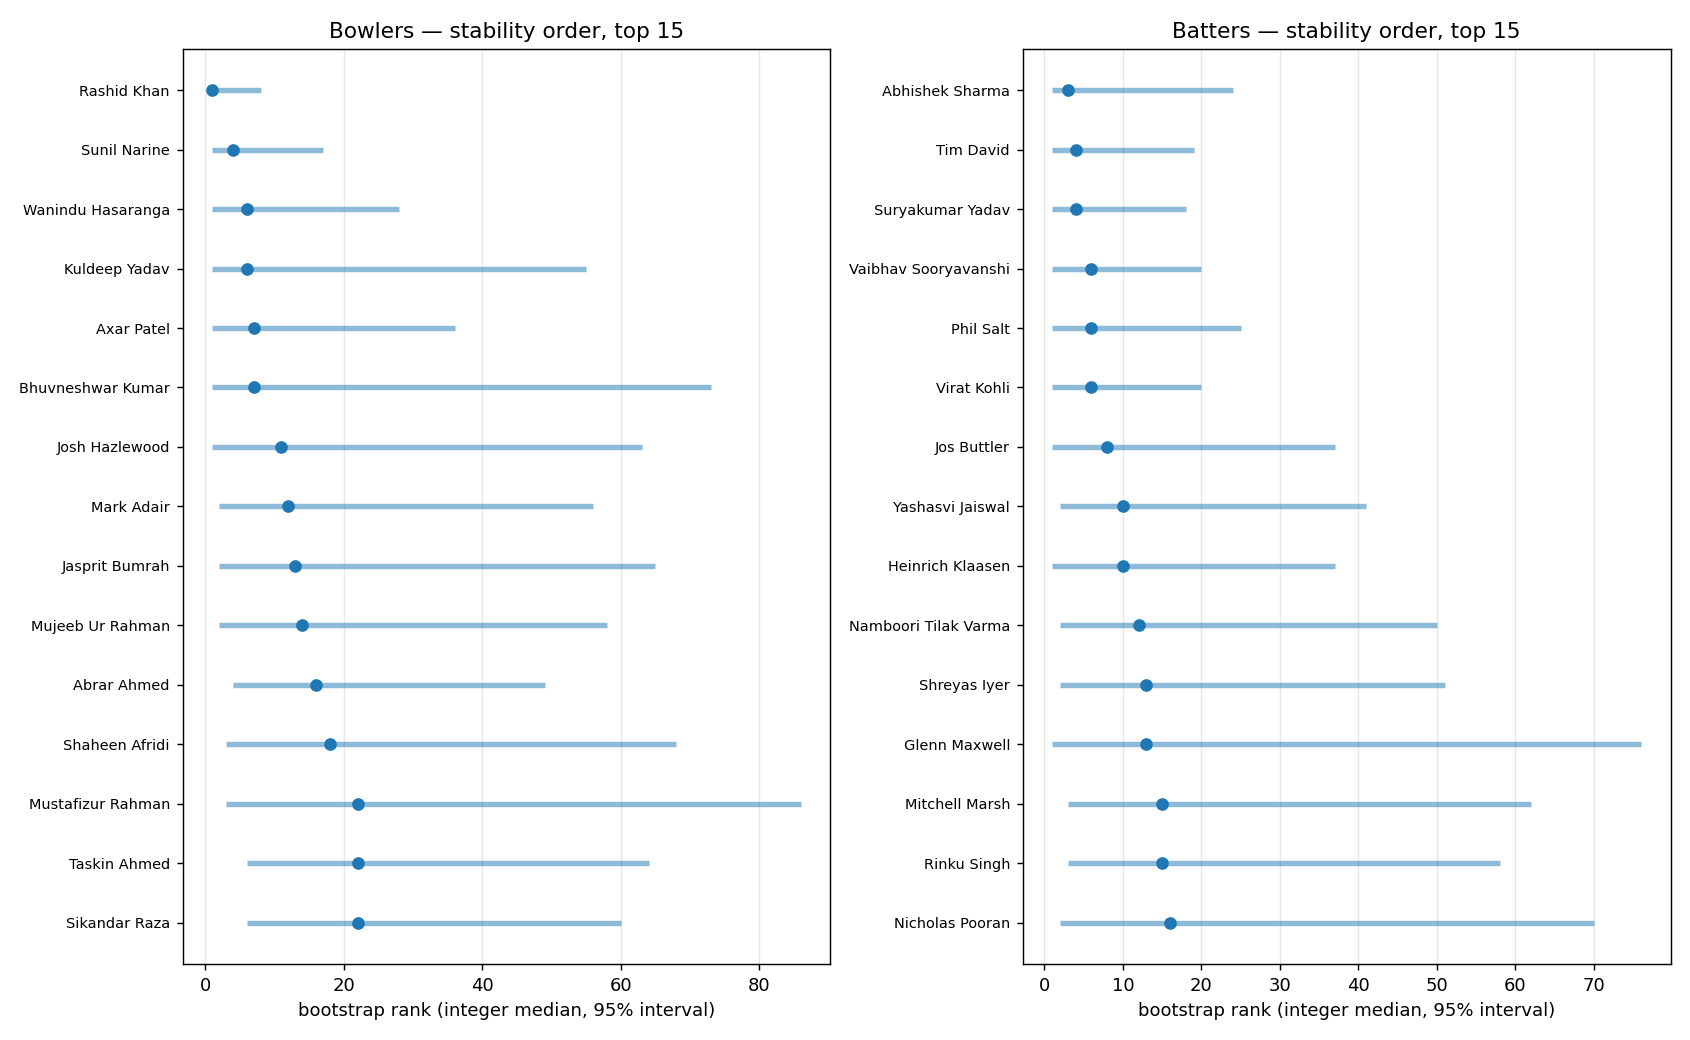 Bowlers — stability order, top 15
Rashid Khan
Sunil Narine
Wanindu Hasaranga
Kuldeep Yadav
Axar Patel
Bhuvneshwar Kumar
Josh Hazlewood
Mark Adair
Jasprit Bumrah
Mujeeb Ur Rahman
Abrar Ahmed
Shaheen Afridi
Mustafizur Rahman
Taskin Ahmed
Sikandar Raza
0 20 40 60 80
bootstrap rank (integer median, 95% interval)
Batters — stability order, top 15
Abhishek Sharma
Tim David
Suryakumar Yadav
Vaibhav Sooryavanshi
Phil Salt
Virat Kohli
Jos Buttler
Yashasvi Jaiswal
Heinrich Klaasen
Namboori Tilak Varma
Shreyas Iyer
Glenn Maxwell
Mitchell Marsh
Rinku Singh
Nicholas Pooran
0 10 20 30 40 50 60 70
bootstrap rank (integer median, 95% interval)